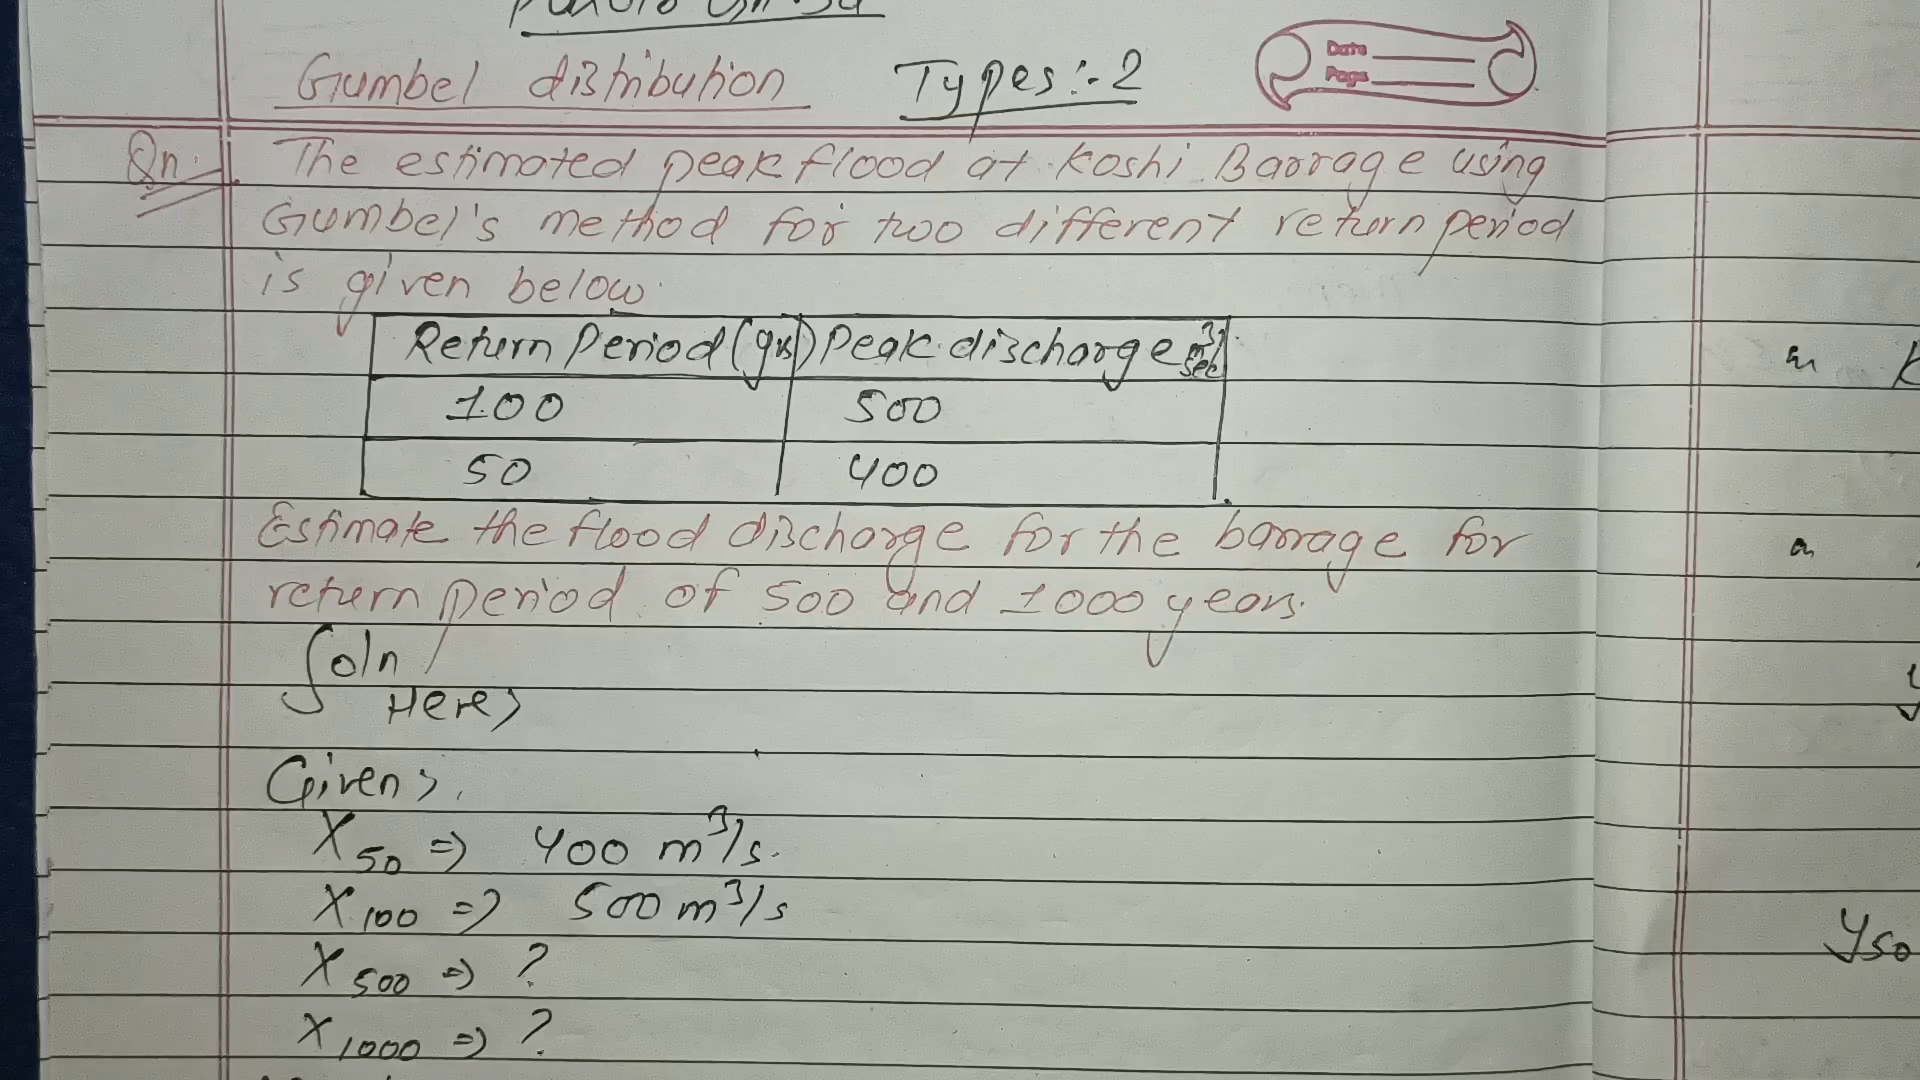 Gumbel distribution Types:-2
Date
Page
Qn. The estimated peak flood at Koshi Barrage using
Gumbel's method for two different return period
is given below.
Return Period (yrs) Peak discharge m³/sec
100 500
50 400
Estimate the flood discharge for the barrage for
return period of 500 and 1000 years.
Soln
Here,
Given,
X50 => 400 m³/s.
X100 => 500 m³/s
X500 => ?
X1000 => ?
Y50